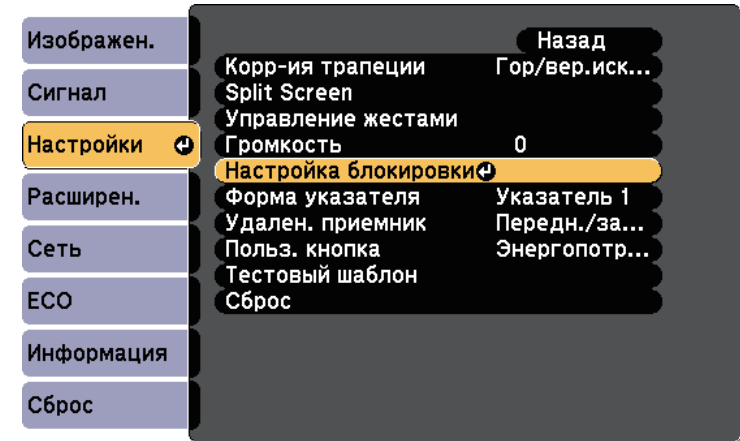 Изображен.
Сигнал
Настройки
Расширен.
Сеть
ECO
Информация
Сброс
Назад
Корр-ия трапеции Гор/вер.иск...
Split Screen
Управление жестами
Громкость 0
Настройка блокировки
Форма указателя Указатель 1
Удален. приемник Передн./за...
Польз. кнопка Энергопотр...
Тестовый шаблон
Сброс